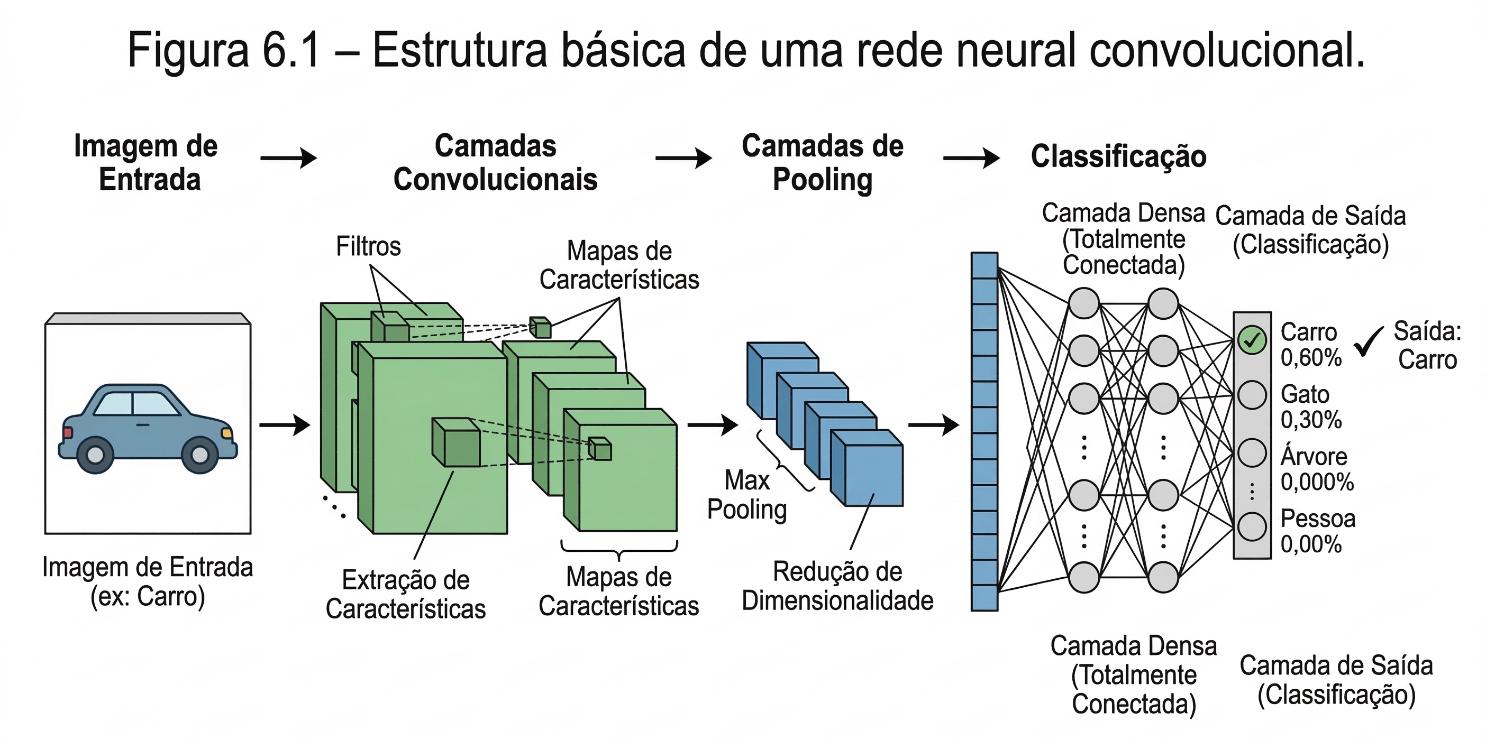 Figura 6.1 – Estrutura básica de uma rede neural convolucional.
Imagem de
Entrada
Camadas
Convolucionais
Camadas de
Pooling
Classificação
Filtros
Mapas de
Características
Camada Densa
(Totalmente
Conectada)
Camada de Saída
(Classificação)
Carro
0,60%
Saída:
Carro
Gato
0,30%
Árvore
0,000%
Pessoa
0,00%
Max
Pooling
Imagem de Entrada
(ex: Carro)
Extração de
Características
Mapas de
Características
Redução de
Dimensionalidade
Camada Densa
(Totalmente
Conectada)
Camada de Saída
(Classificação)